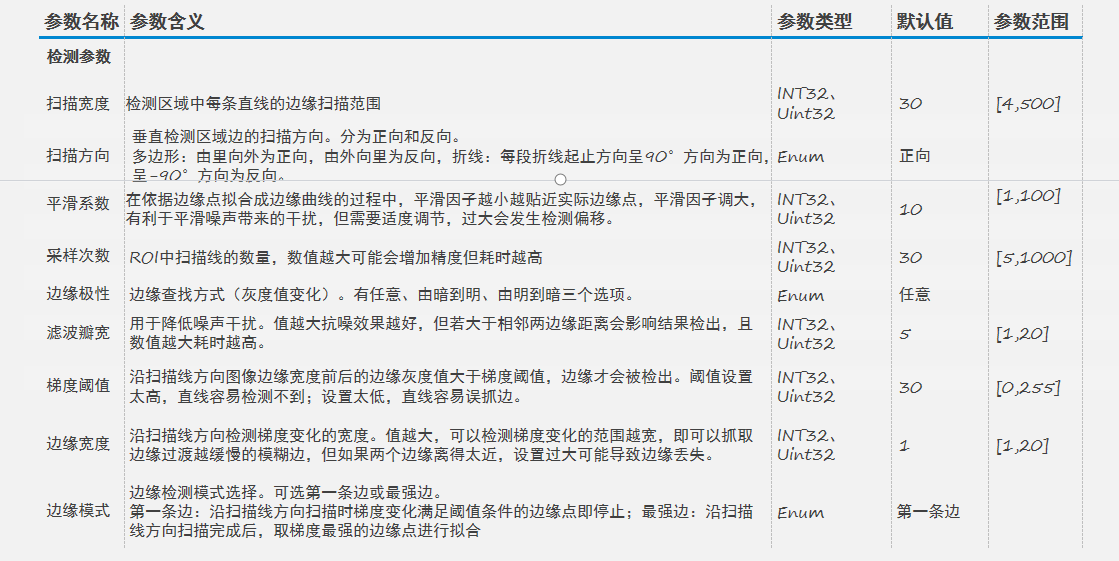 参数名称 参数含义 参数类型 默认值 参数范围
检测参数
扫描宽度 检测区域中每条直线的边缘扫描范围 INT32、 30 [4,500]
Uint32
垂直检测区域边的扫描方向。分为正向和反向。
扫描方向 多边形：由里向外为正向，由外向里为反向，折线：每段折线起止方向呈90°方向为正向， Enum 正向
呈-90°方向为反向。
平滑系数 在依据边缘点拟合成边缘曲线的过程中，平滑因子越小越贴近实际边缘点，平滑因子调大， INT32、 10 [1,100]
有利于平滑噪声带来的干扰，但需要适度调节，过大会发生检测偏移。 Uint32
采样次数 ROI中扫描线的数量，数值越大可能会增加精度但耗时越高 INT32、 30 [5,1000]
Uint32
边缘极性 边缘查找方式（灰度值变化）。有任意、由暗到明、由明到暗三个选项。 Enum 任意
滤波瓣宽 用于降低噪声干扰。值越大抗噪效果越好，但若大于相邻两边缘距离会影响结果检出，且 INT32、 5 [1,20]
数值越大耗时越高。 Uint32
梯度阈值 沿扫描线方向图像边缘宽度前后的边缘灰度值大于梯度阈值，边缘才会被检出。阈值设置 INT32、 30 [0,255]
太高，直线容易检测不到；设置太低，直线容易误抓边。 Uint32
边缘宽度 沿扫描线方向检测梯度变化的宽度。值越大，可以检测梯度变化的范围越宽，即可以抓取 INT32、 1 [1,20]
边缘过渡越缓慢的模糊边，但如果两个边缘离得太近，设置过大可能导致边缘丢失。 Uint32
边缘检测模式选择。可选第一条边或最强边。
边缘模式 第一条边：沿扫描线方向扫描时梯度变化满足阈值条件的边缘点即停止；最强边：沿扫描 Enum 第一条边
线方向扫描完成后，取梯度最强的边缘点进行拟合